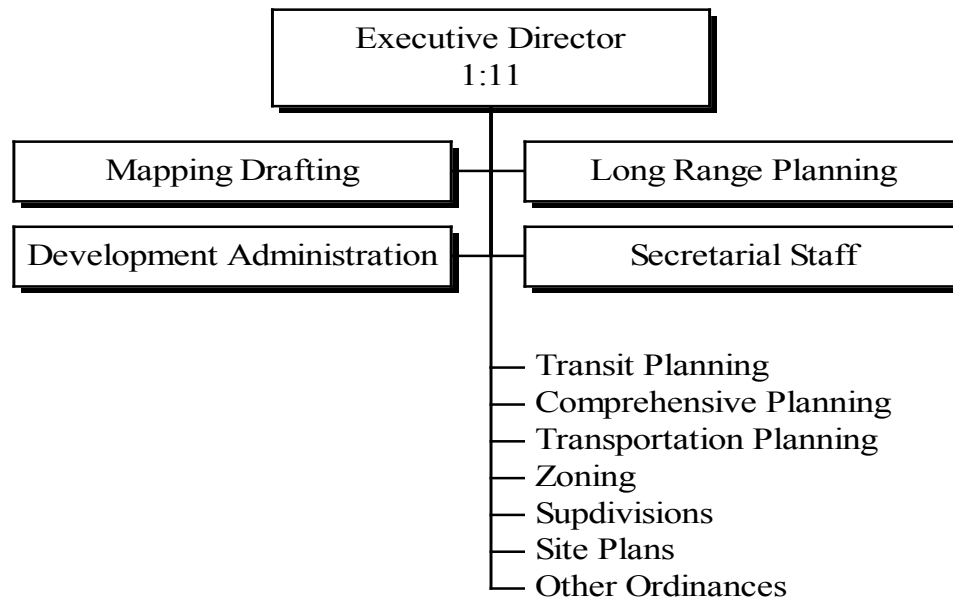 Executive Director
1:11
Mapping Drafting
Long Range Planning
Development Administration
Secretarial Staff
Transit Planning
Comprehensive Planning
Transportation Planning
Zoning
Supdivisions
Site Plans
Other Ordinances